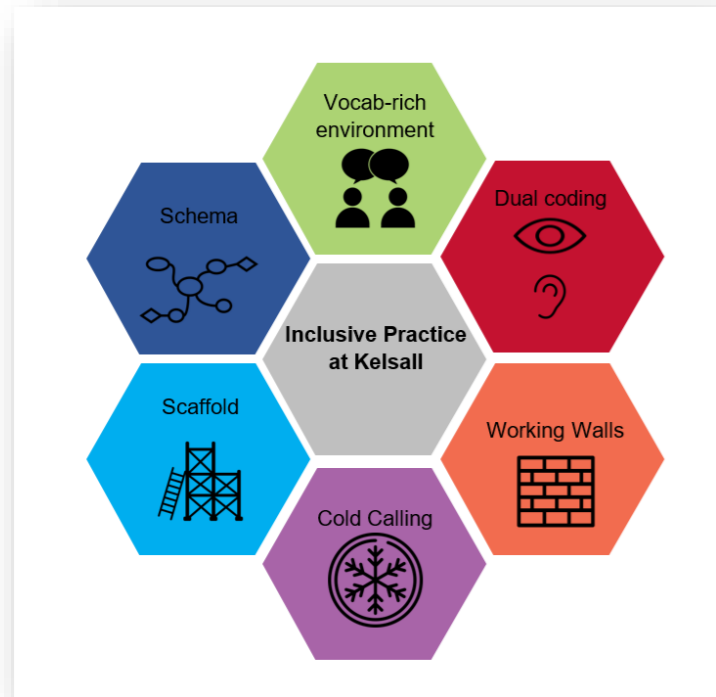 Vocab-rich
environment
Dual coding
Schema
Inclusive Practice
at Kelsall
Scaffold
Working Walls
Cold Calling